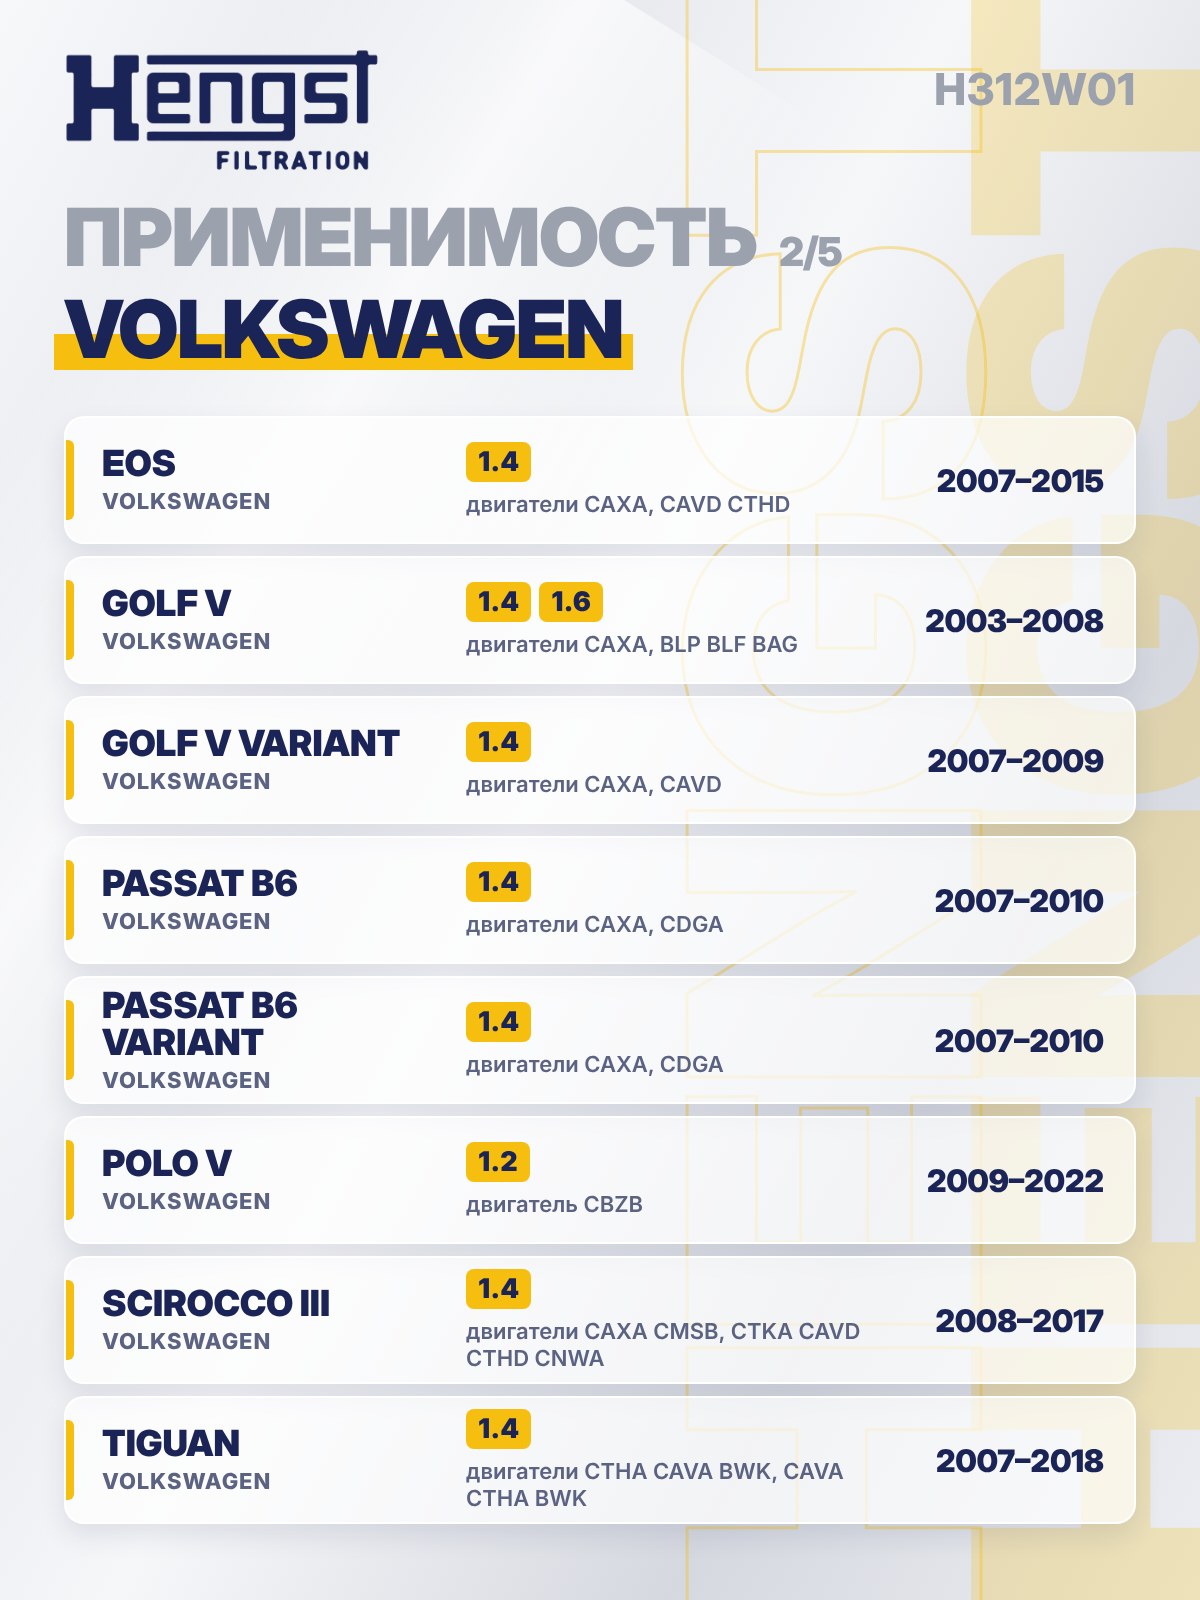 Hengst
FILTRATION
H312W01
ПРИМЕНИМОСТЬ 2/5
VOLKSWAGEN
EOS
VOLKSWAGEN
1.4
двигатели CAXA, CAVD CTHD
2007–2015
GOLF V
VOLKSWAGEN
1.4 1.6
двигатели CAXA, BLP BLF BAG
2003–2008
GOLF V VARIANT
VOLKSWAGEN
1.4
двигатели CAXA, CAVD
2007–2009
PASSAT B6
VOLKSWAGEN
1.4
двигатели CAXA, CDGA
2007–2010
PASSAT B6
VARIANT
VOLKSWAGEN
1.4
двигатели CAXA, CDGA
2007–2010
POLO V
VOLKSWAGEN
1.2
двигатель CBZB
2009–2022
SCIROCCO III
VOLKSWAGEN
1.4
двигатели CAXA CMSB, CTKA CAVD
CTHD CNWA
2008–2017
TIGUAN
VOLKSWAGEN
1.4
двигатели CTHA CAVA BWK, CAVA
CTHA BWK
2007–2018
HENGST
HENGST